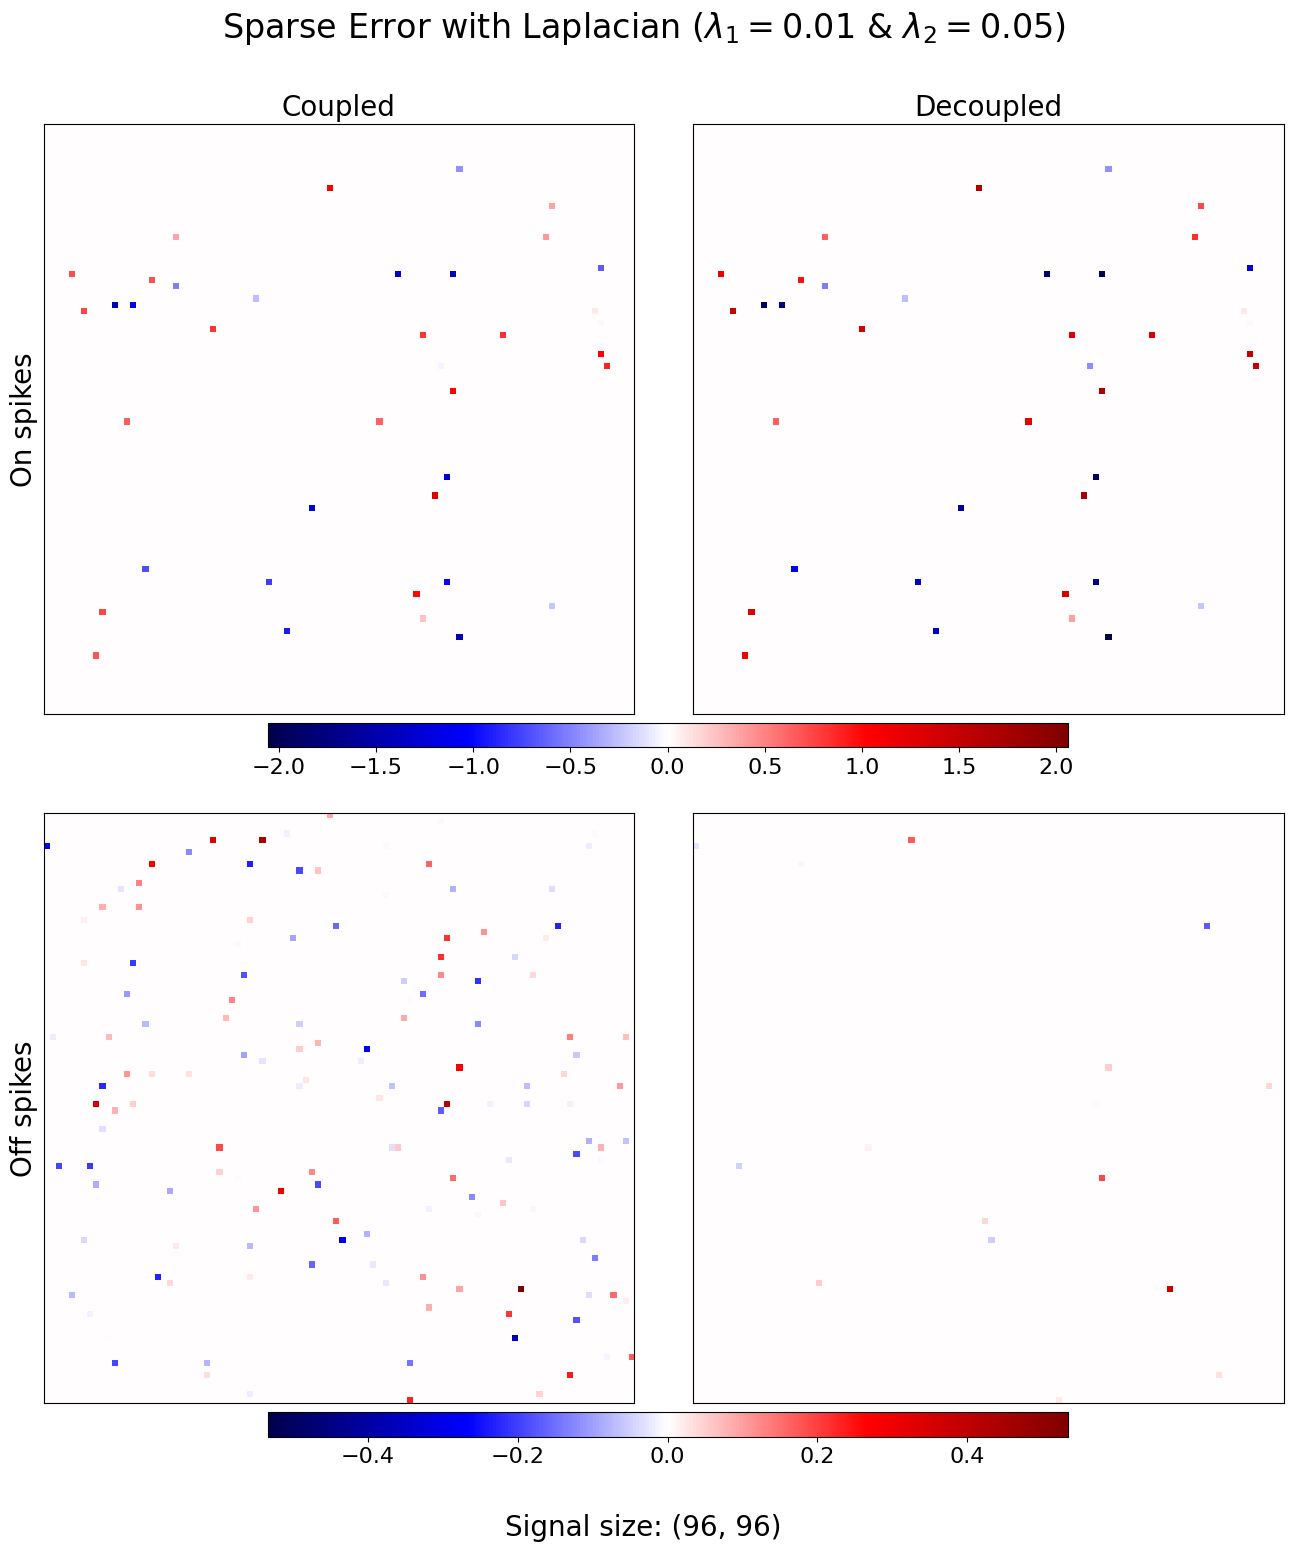 Sparse Error with Laplacian (λ₁ = 0.01 & λ₂ = 0.05)
Coupled
Decoupled
On spikes
−2.0 −1.5 −1.0 −0.5 0.0 0.5 1.0 1.5 2.0
Off spikes
−0.4 −0.2 0.0 0.2 0.4
Signal size: (96, 96)